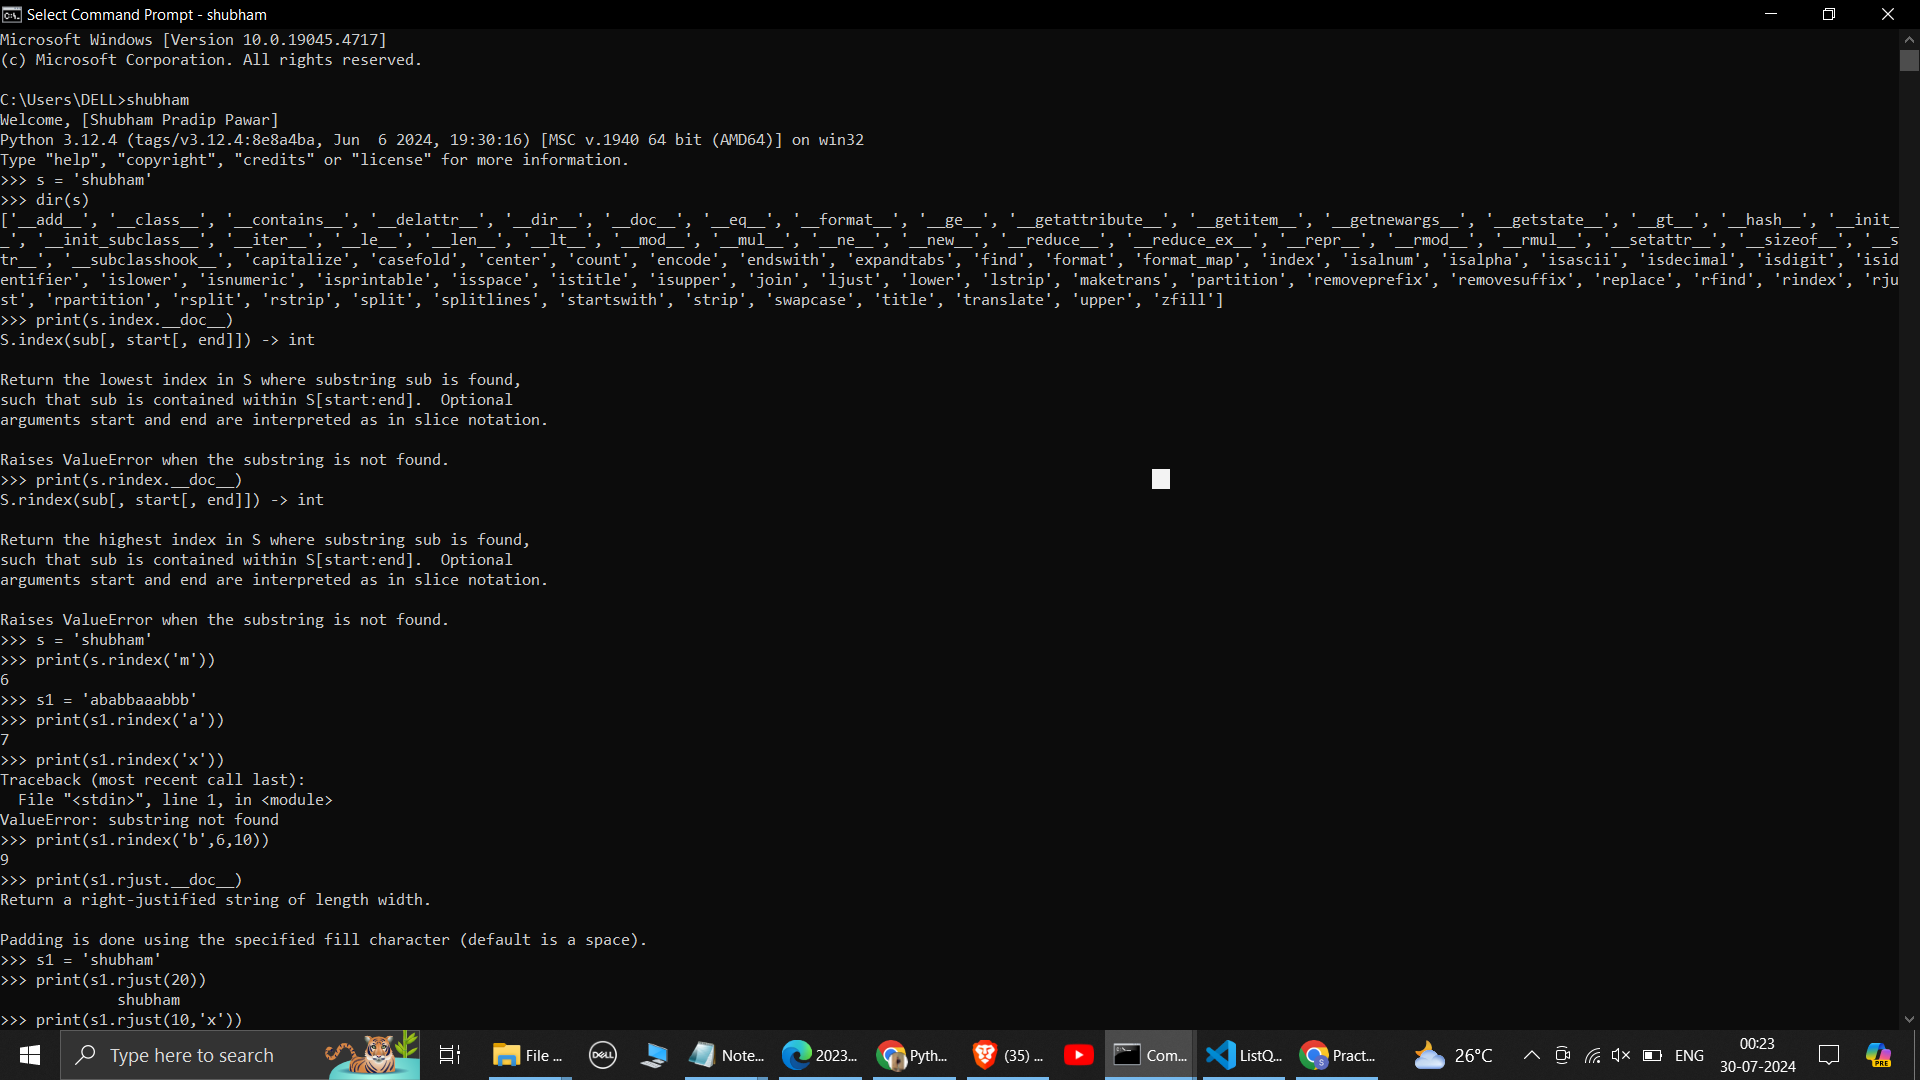 Select Command Prompt - shubham
Microsoft Windows [Version 10.0.19045.4717]
(c) Microsoft Corporation. All rights reserved.
C:\Users\DELL>shubham
Welcome, [Shubham Pradip Pawar]
Python 3.12.4 (tags/v3.12.4:8e8a4ba, Jun  6 2024, 19:30:16) [MSC v.1940 64 bit (AMD64)] on win32
Type "help", "copyright", "credits" or "license" for more information.
>>> s = 'shubham'
>>> dir(s)
['__add__', '__class__', '__contains__', '__delattr__', '__dir__', '__doc__', '__eq__', '__format__', '__ge__', '__getattribute__', '__getitem__', '__getnewargs__', '__getstate__', '__gt__', '__hash__', '__init_
_', '__init_subclass__', '__iter__', '__le__', '__len__', '__lt__', '__mod__', '__mul__', '__ne__', '__new__', '__reduce__', '__reduce_ex__', '__repr__', '__rmod__', '__rmul__', '__setattr__', '__sizeof__', '__s
tr__', '__subclasshook__', 'capitalize', 'casefold', 'center', 'count', 'encode', 'endswith', 'expandtabs', 'find', 'format', 'format_map', 'index', 'isalnum', 'isalpha', 'isascii', 'isdecimal', 'isdigit', 'isid
entifier', 'islower', 'isnumeric', 'isprintable', 'isspace', 'istitle', 'isupper', 'join', 'ljust', 'lower', 'lstrip', 'maketrans', 'partition', 'removeprefix', 'removesuffix', 'replace', 'rfind', 'rindex', 'rju
st', 'rpartition', 'rsplit', 'rstrip', 'split', 'splitlines', 'startswith', 'strip', 'swapcase', 'title', 'translate', 'upper', 'zfill']
>>> print(s.index.__doc__)
S.index(sub[, start[, end]]) -> int
Return the lowest index in S where substring sub is found,
such that sub is contained within S[start:end].  Optional
arguments start and end are interpreted as in slice notation.
Raises ValueError when the substring is not found.
>>> print(s.rindex.__doc__)
S.rindex(sub[, start[, end]]) -> int
Return the highest index in S where substring sub is found,
such that sub is contained within S[start:end].  Optional
arguments start and end are interpreted as in slice notation.
Raises ValueError when the substring is not found.
>>> s = 'shubham'
>>> print(s.rindex('m'))
6
>>> s1 = 'ababbaaabbb'
>>> print(s1.rindex('a'))
7
>>> print(s1.rindex('x'))
Traceback (most recent call last):
  File "<stdin>", line 1, in <module>
ValueError: substring not found
>>> print(s1.rindex('b',6,10))
9
>>> print(s1.rjust.__doc__)
Return a right-justified string of length width.
Padding is done using the specified fill character (default is a space).
>>> s1 = 'shubham'
>>> print(s1.rjust(20))
             shubham
>>> print(s1.rjust(10,'x'))
Type here to search
File ...
DELL
Note...
2023...
Pyth...
(35) ...
Com...
ListQ...
Pract...
26°C
ENG
00:23
30-07-2024
PRE